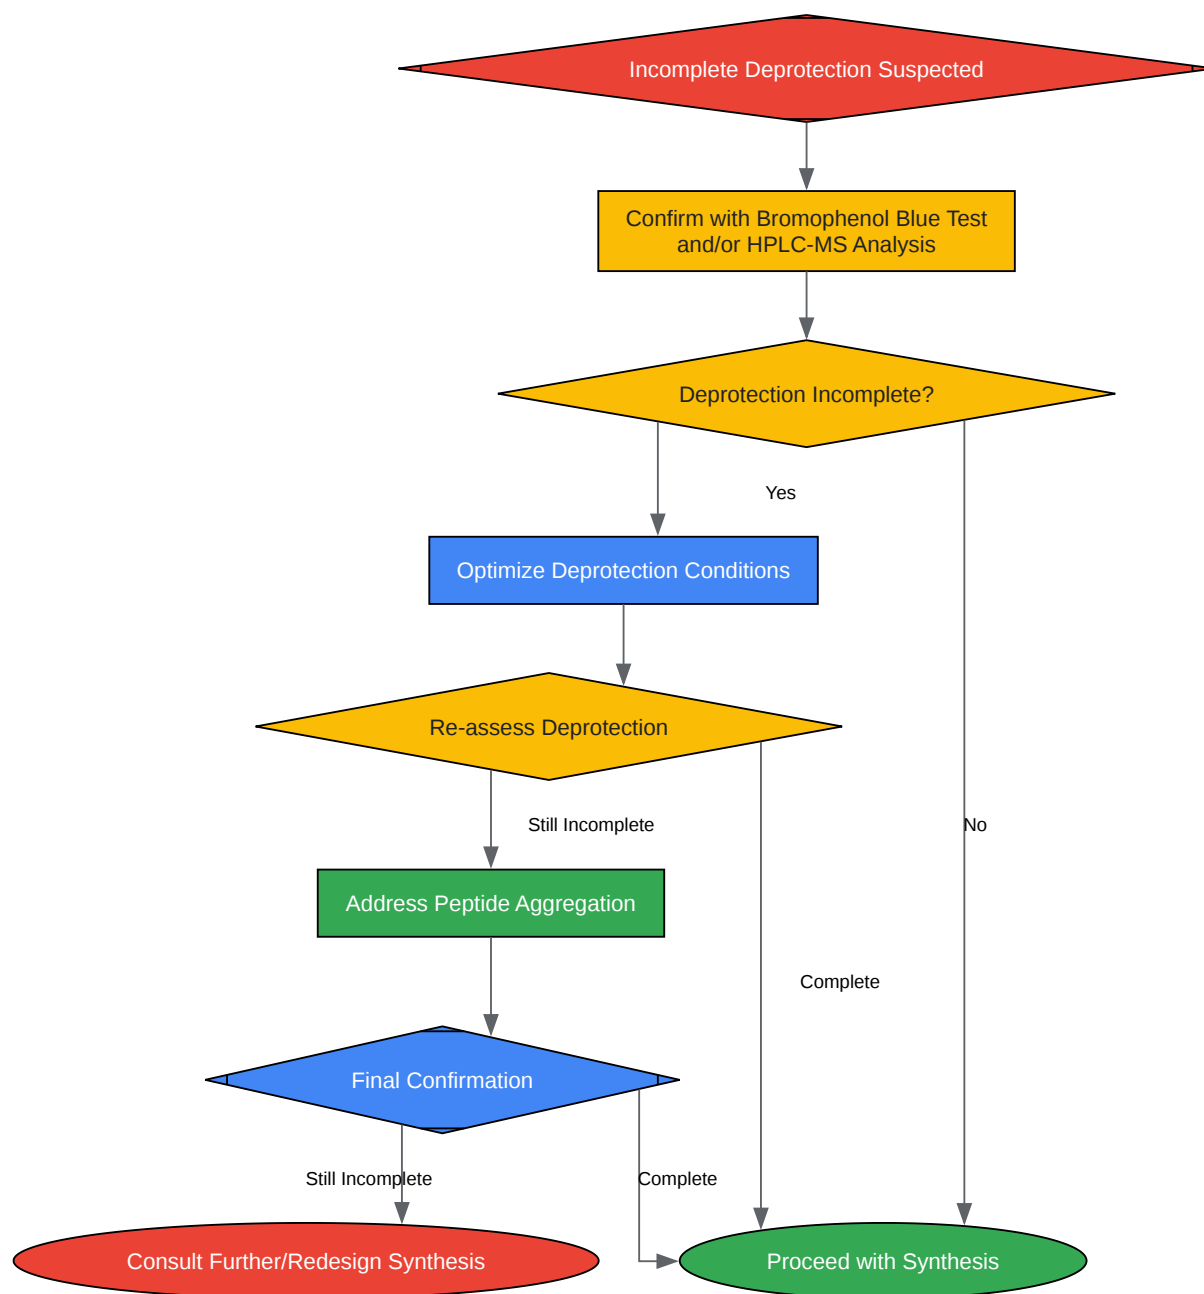 Incomplete Deprotection Suspected
Confirm with Bromophenol Blue Test
and/or HPLC-MS Analysis
Deprotection Incomplete?
Yes
Optimize Deprotection Conditions
Re-assess Deprotection
Still Incomplete
No
Address Peptide Aggregation
Complete
Final Confirmation
Still Incomplete
Complete
Consult Further/Redesign Synthesis
Proceed with Synthesis